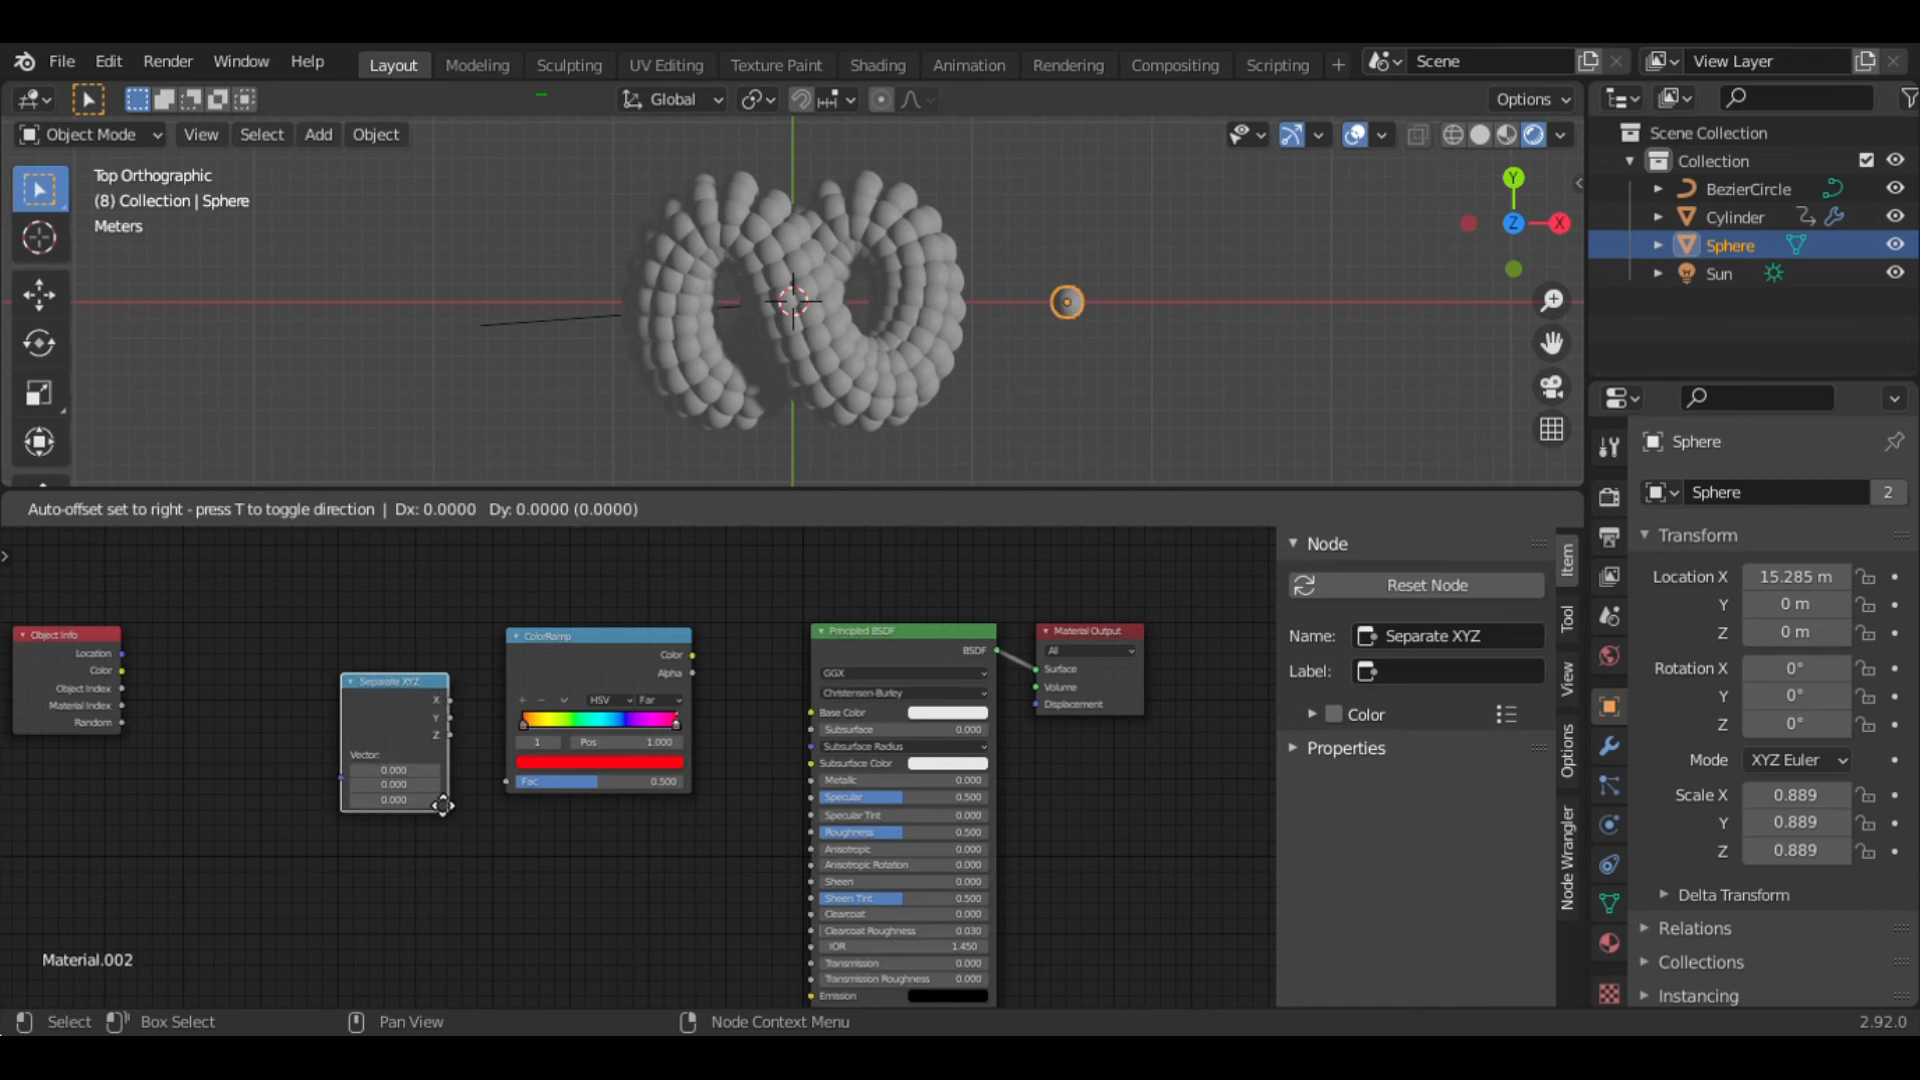 File Edit Render Window Help Layout Modeling Sculpting UV Editing Texture Paint Shading Animation Rendering Compositing Scripting + Scene View Layer
Global Options
Object Mode View Select Add Object
Top Orthographic
(8) Collection | Sphere
Meters
Y
Z X
Scene Collection
Collection
BezierCircle
Cylinder
Sphere
Sun
Sphere
Sphere 2
Transform
Location X 15.285 m
Y 0 m
Z 0 m
Rotation X 0°
Y 0°
Z 0°
Mode XYZ Euler
Scale X 0.889
Y 0.889
Z 0.889
Delta Transform
Relations
Collections
Instancing
Auto-offset set to right - press T to toggle direction | Dx: 0.0000 Dy: 0.0000 (0.0000)
Object Info
Location
Color
Object Index
Material Index
Random
Separate XYZ
X
Y
Z
Vector:
0.000
0.000
0.000
ColorRamp
Color
Alpha
+ − HSV Far
1 Pos 1.000
Fac 0.500
Principled BSDF
BSDF
GGX
Christensen-Burley
Base Color
Subsurface 0.000
Subsurface Radius
Subsurface Color
Metallic 0.000
Specular 0.500
Specular Tint 0.000
Roughness 0.500
Anisotropic 0.000
Anisotropic Rotation 0.000
Sheen 0.000
Sheen Tint 0.500
Clearcoat 0.000
Clearcoat Roughness 0.030
IOR 1.450
Transmission 0.000
Transmission Roughness 0.000
Emission
Material Output
All
Surface
Volume
Displacement
Node
Reset Node
Name: Separate XYZ
Label:
Color
Properties
Item
Tool
View
Options
Node Wrangler
Material.002
Select Box Select Pan View Node Context Menu 2.92.0